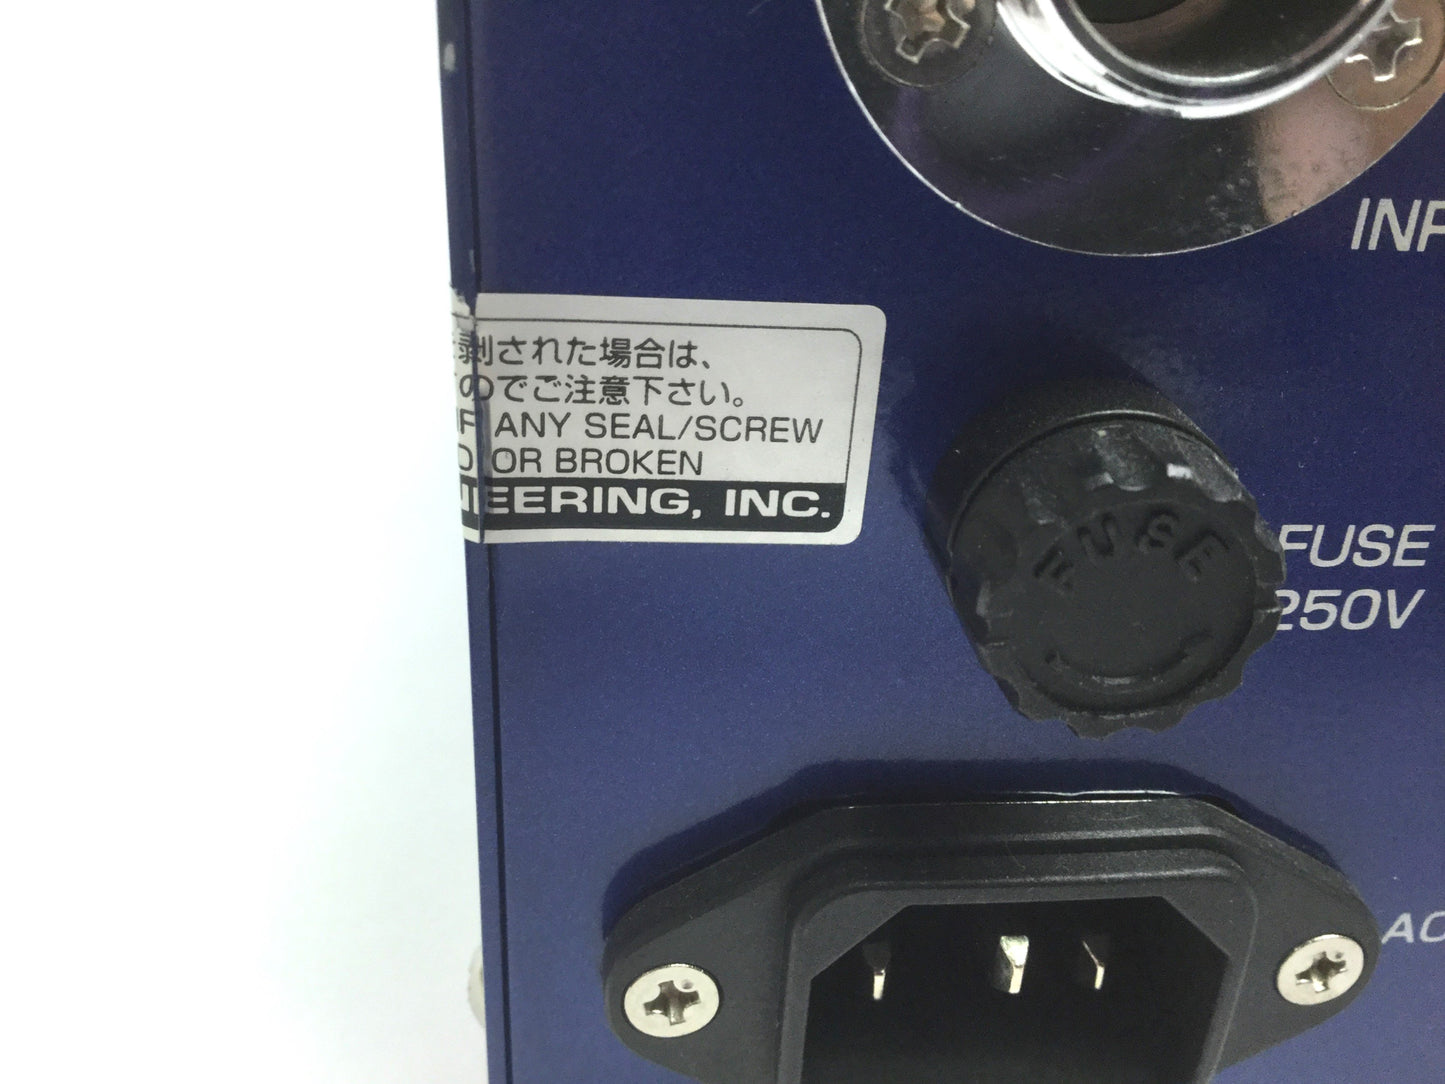 INP
剥された場合は、
のでご注意下さい。
IF ANY SEAL/SCREW
D OR BROKEN
NEERING, INC.
FUSE
FUSE
250V
AC